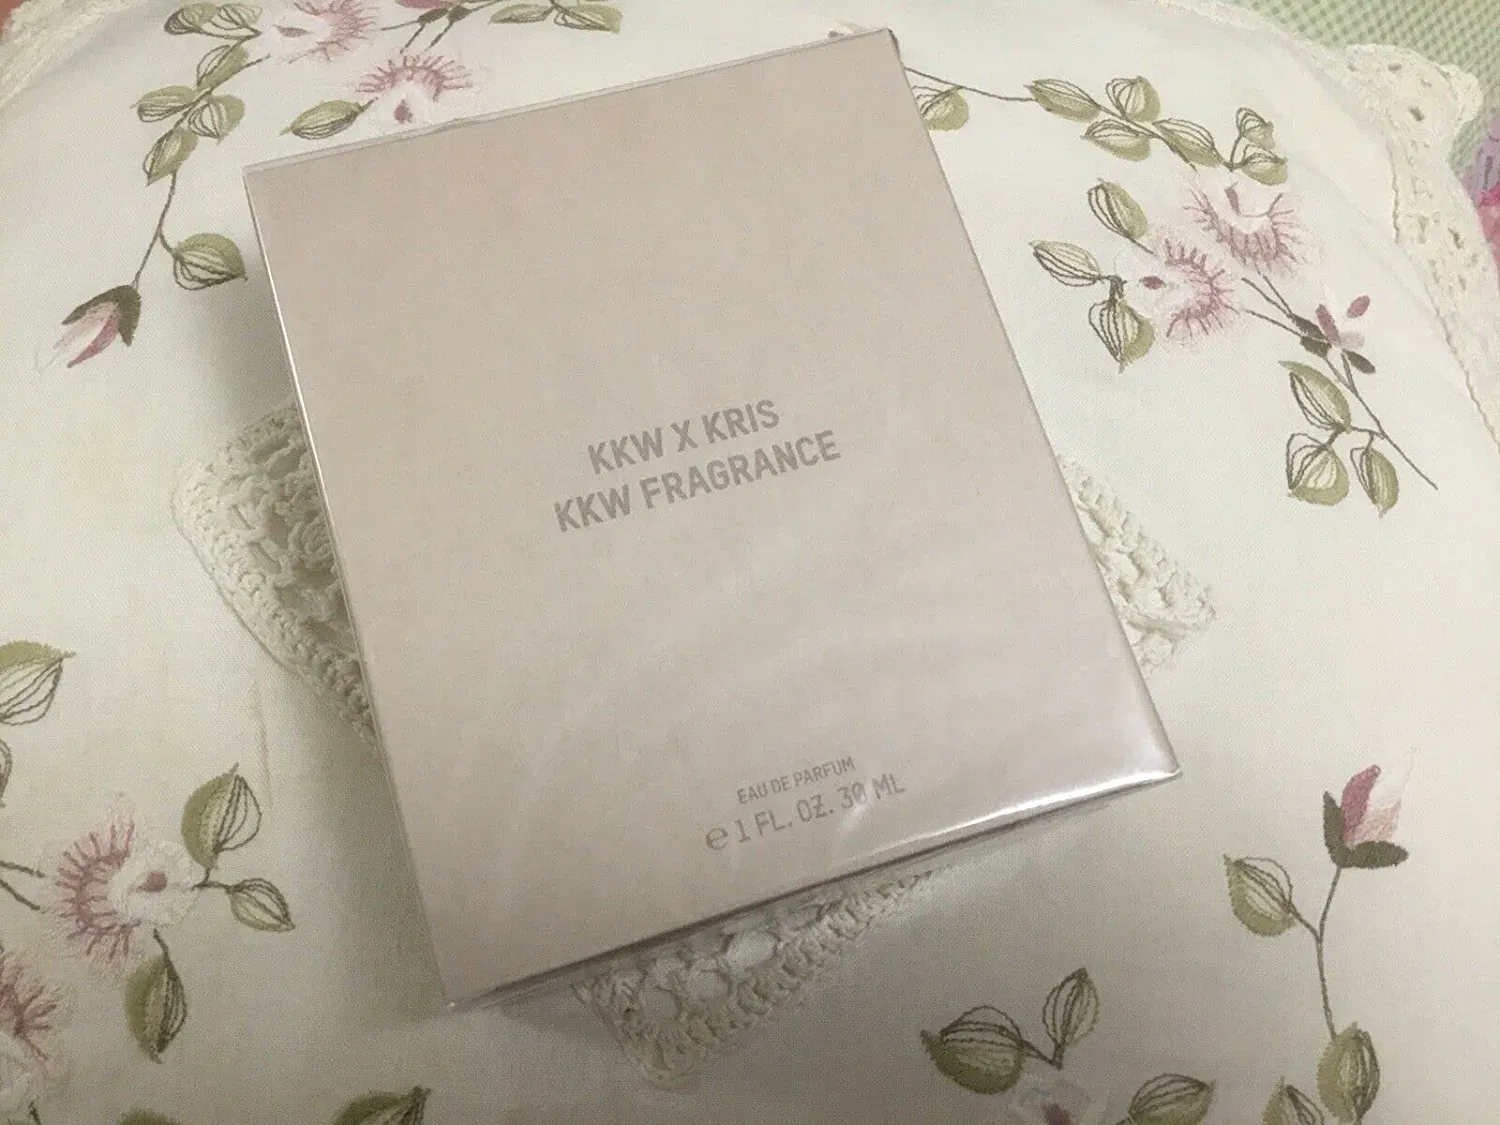 KKW X KRIS
KKW FRAGRANCE
EAU DE PARFUM
℮ 1 FL. OZ. 30 ML